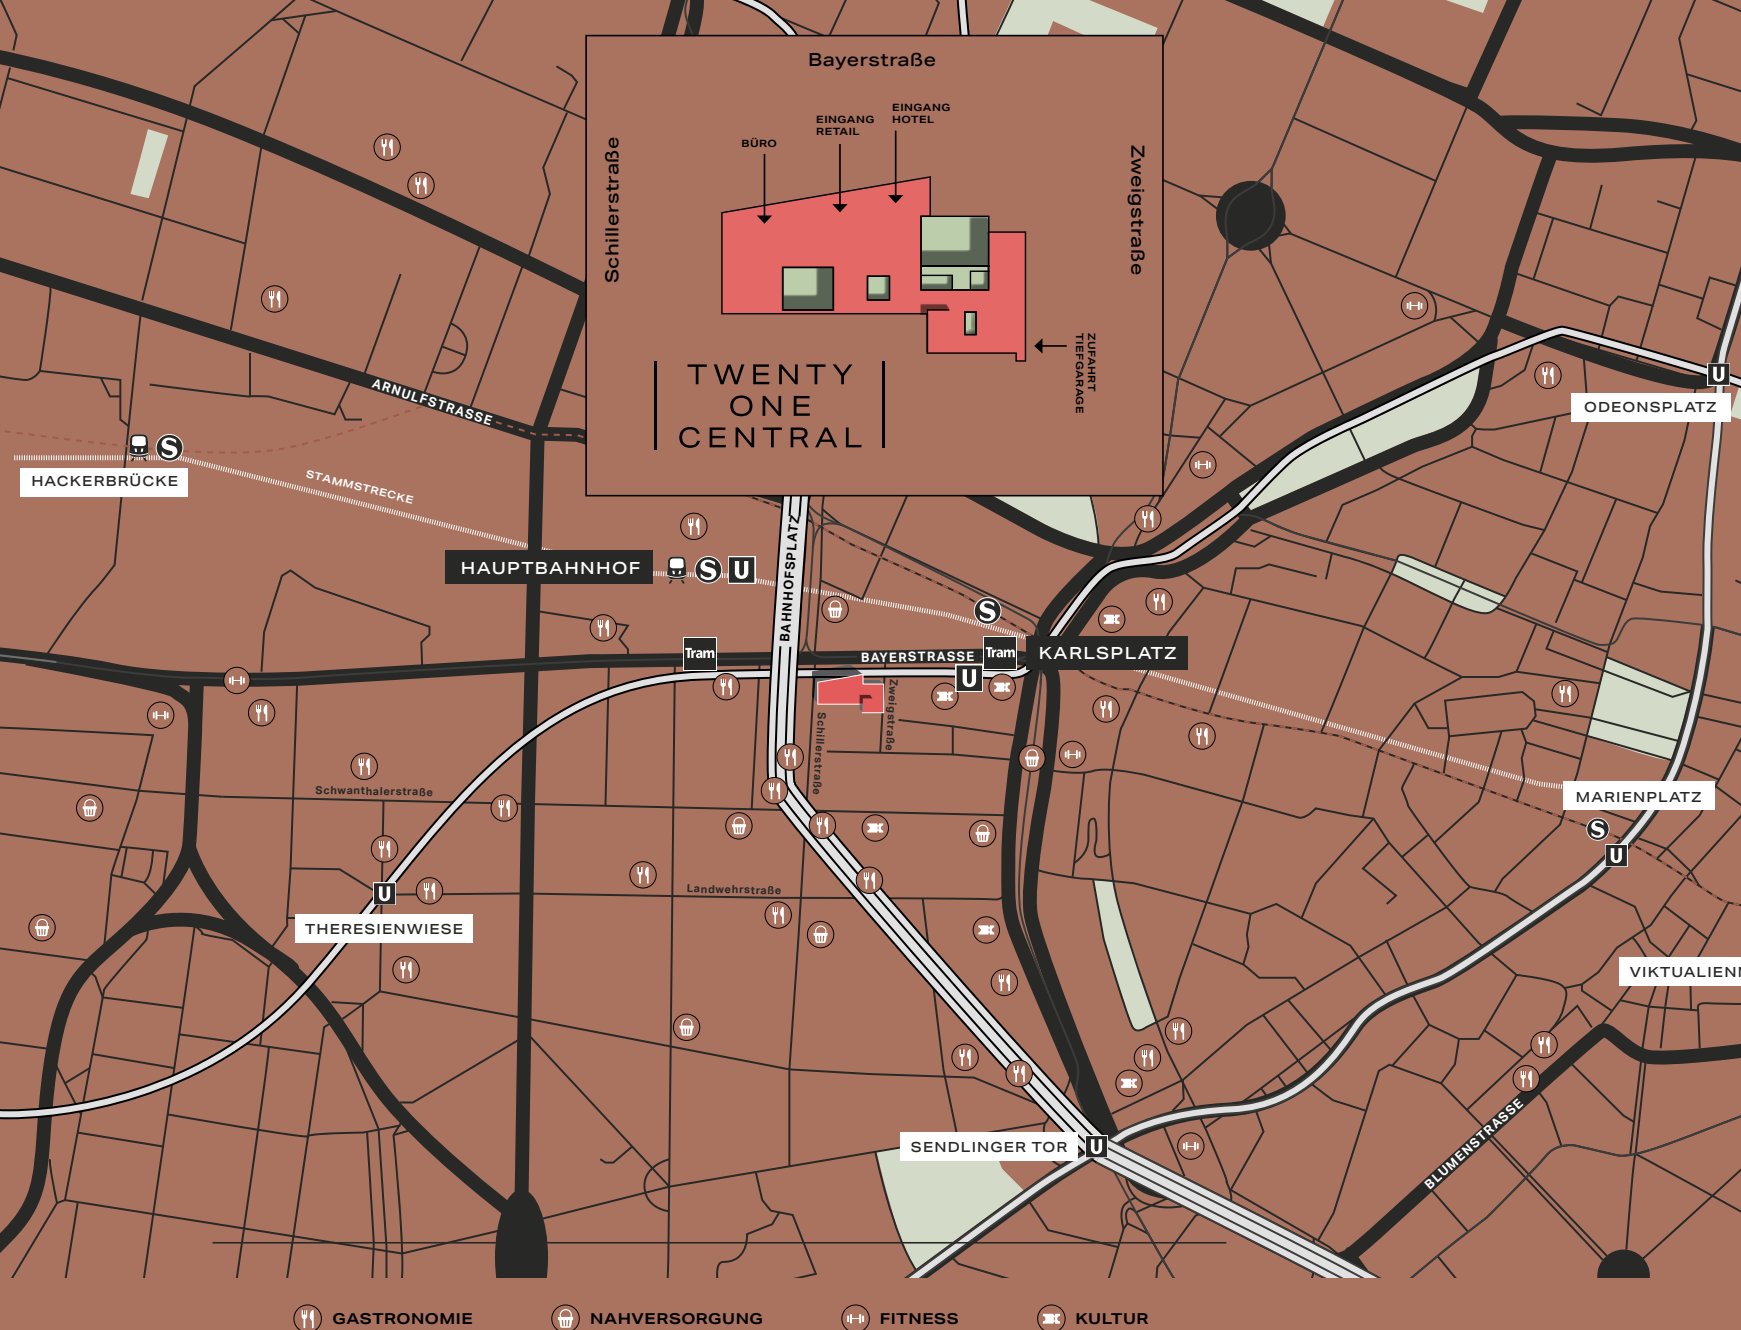 Bayerstraße
EINGANG
HOTEL
EINGANG
RETAIL
BÜRO
Schillerstraße
Zweigstraße
ZUFAHRT
TIEFGARAGE
TWENTY
ONE
CENTRAL
ARNULFSTRASSE
U
ODEONSPLATZ
S
HACKERBRÜCKE
STAMMSTRECKE
HAUPTBAHNHOF
S
U
BAHNHOFSPLATZ
S
Tram
BAYERSTRASSE
Tram
KARLSPLATZ
U
Zweigstraße
Schillerstraße
Schwanthalerstraße
MARIENPLATZ
S
U
Landwehrstraße
U
THERESIENWIESE
VIKTUALIEN
SENDLINGER TOR
U
BLUMENSTRASSE
GASTRONOMIE
NAHVERSORGUNG
FITNESS
KULTUR